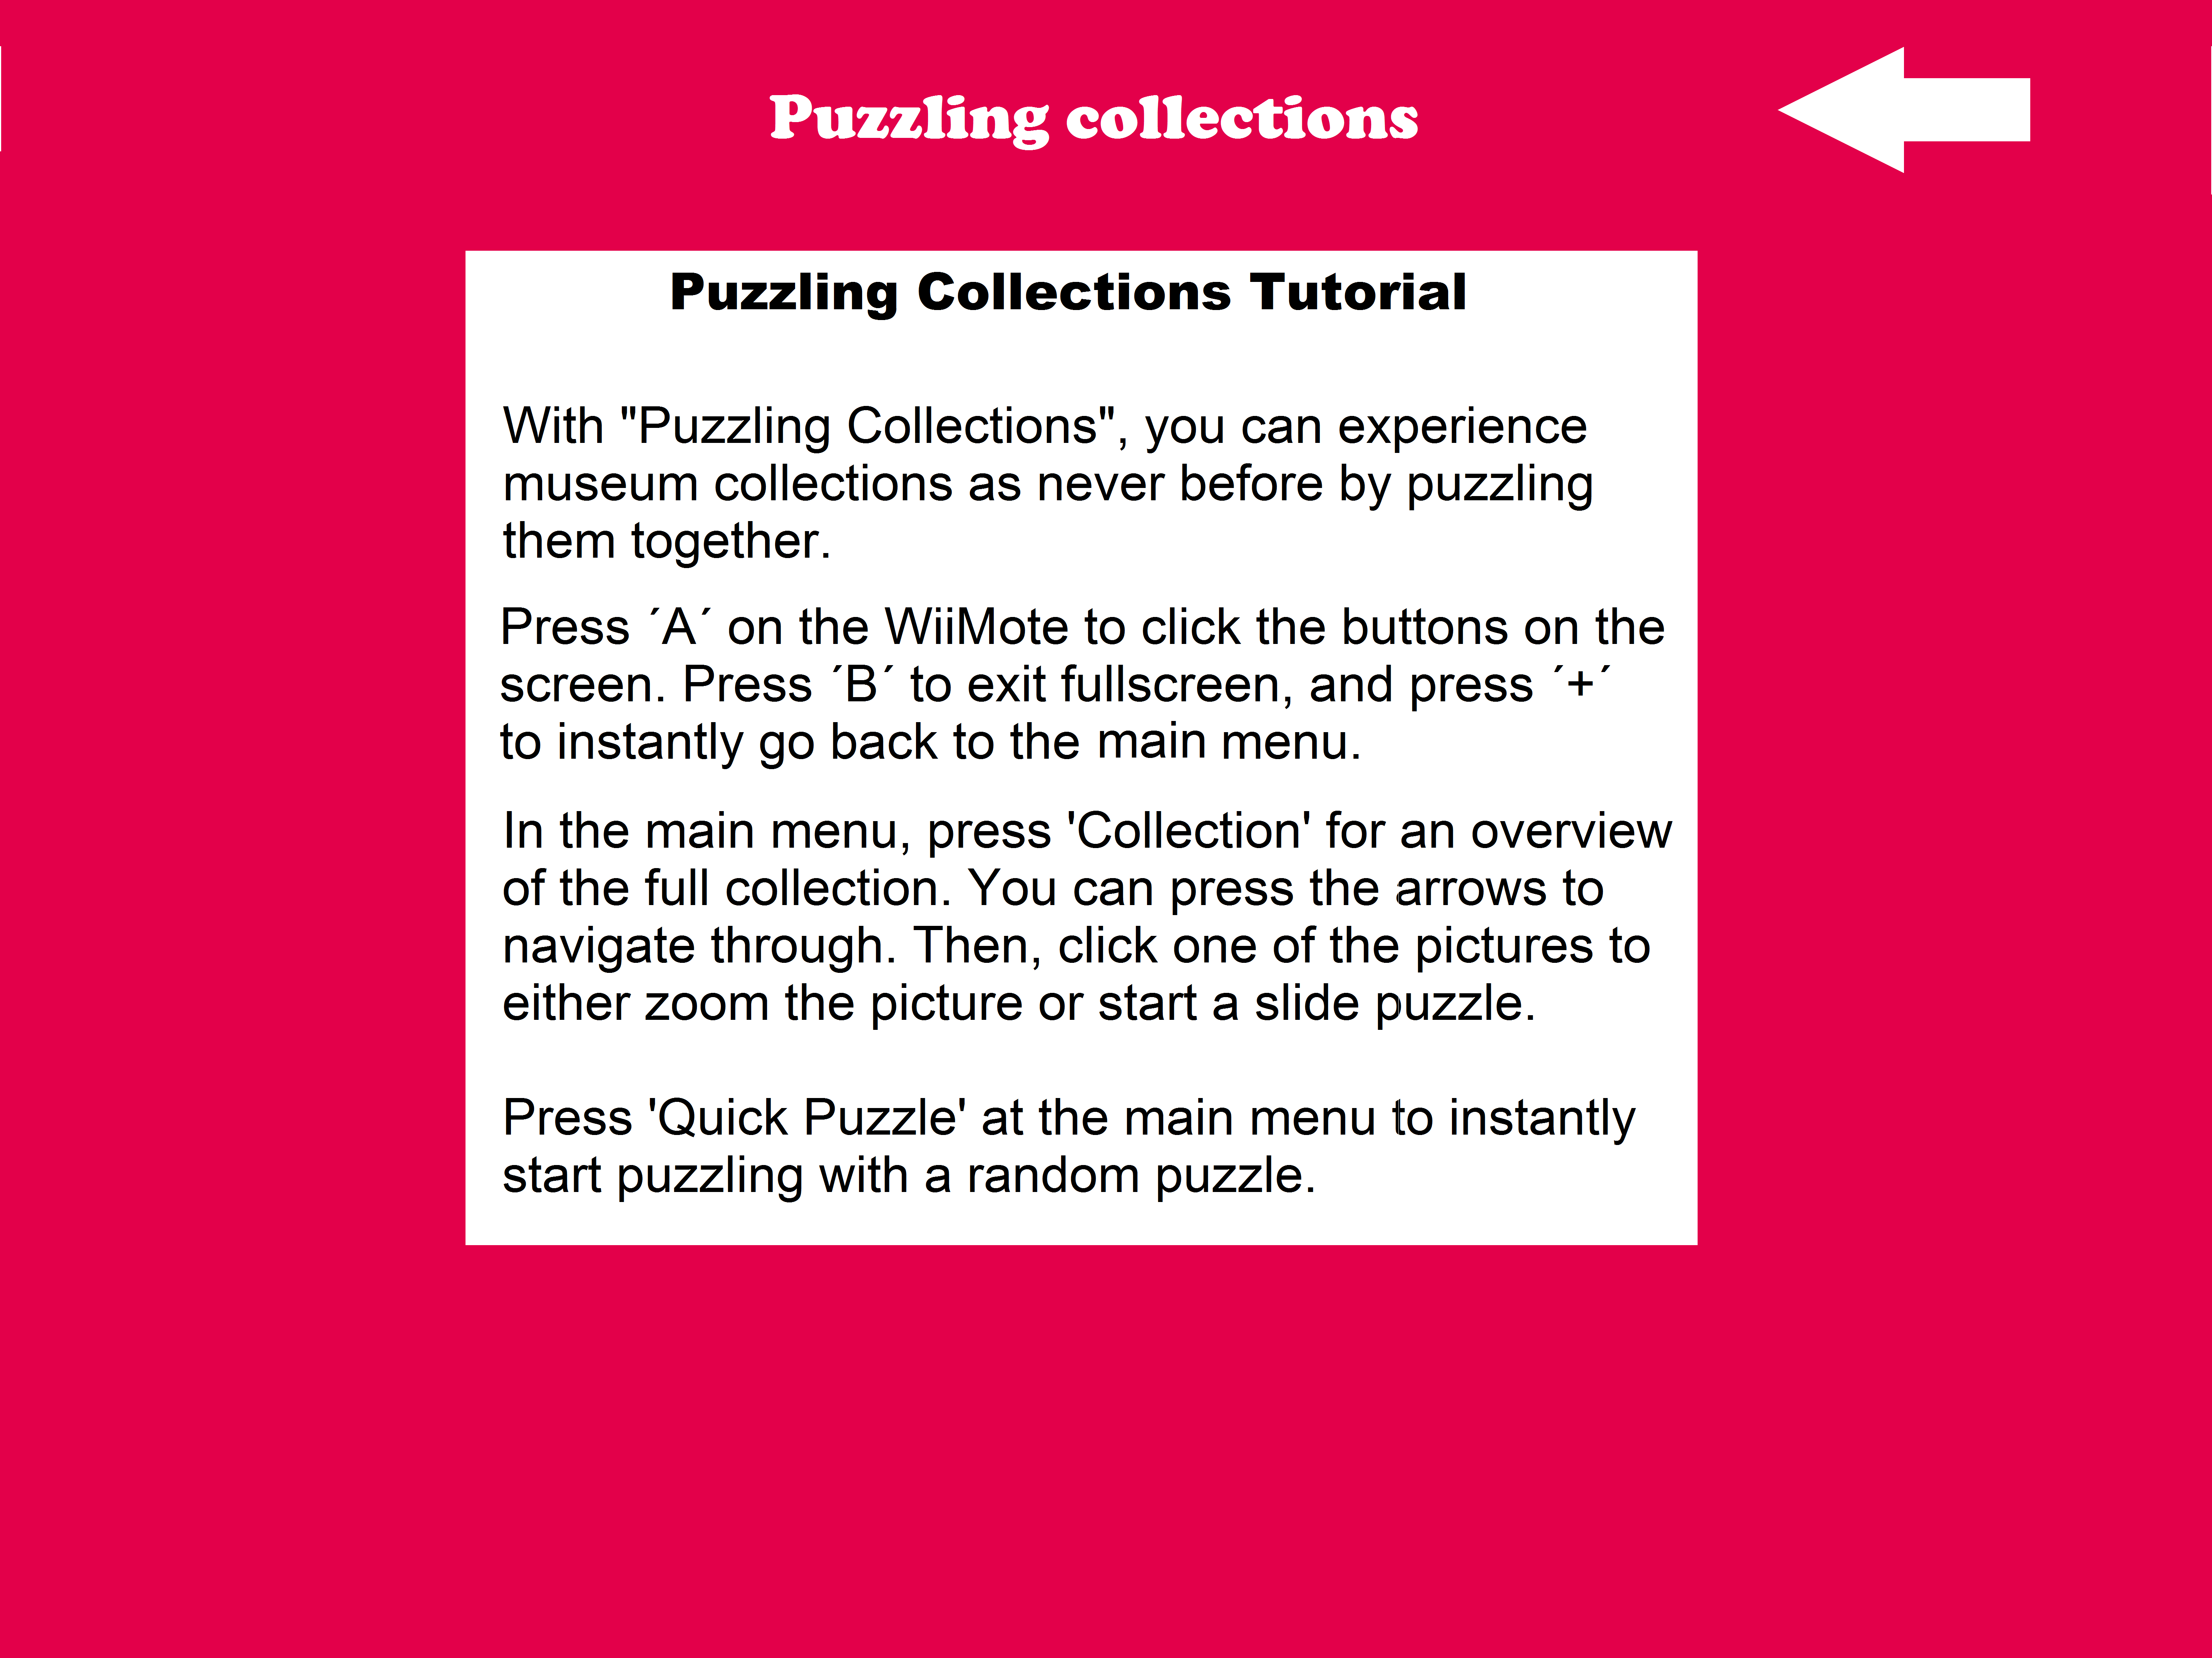 Puzzling collections
Puzzling Collections Tutorial
With "Puzzling Collections", you can experience
museum collections as never before by puzzling
them together.
Press ´A´ on the WiiMote to click the buttons on the
screen. Press ´B´ to exit fullscreen, and press ´+´
to instantly go back to the main menu.
In the main menu, press 'Collection' for an overview
of the full collection. You can press the arrows to
navigate through. Then, click one of the pictures to
either zoom the picture or start a slide puzzle.
Press 'Quick Puzzle' at the main menu to instantly
start puzzling with a random puzzle.